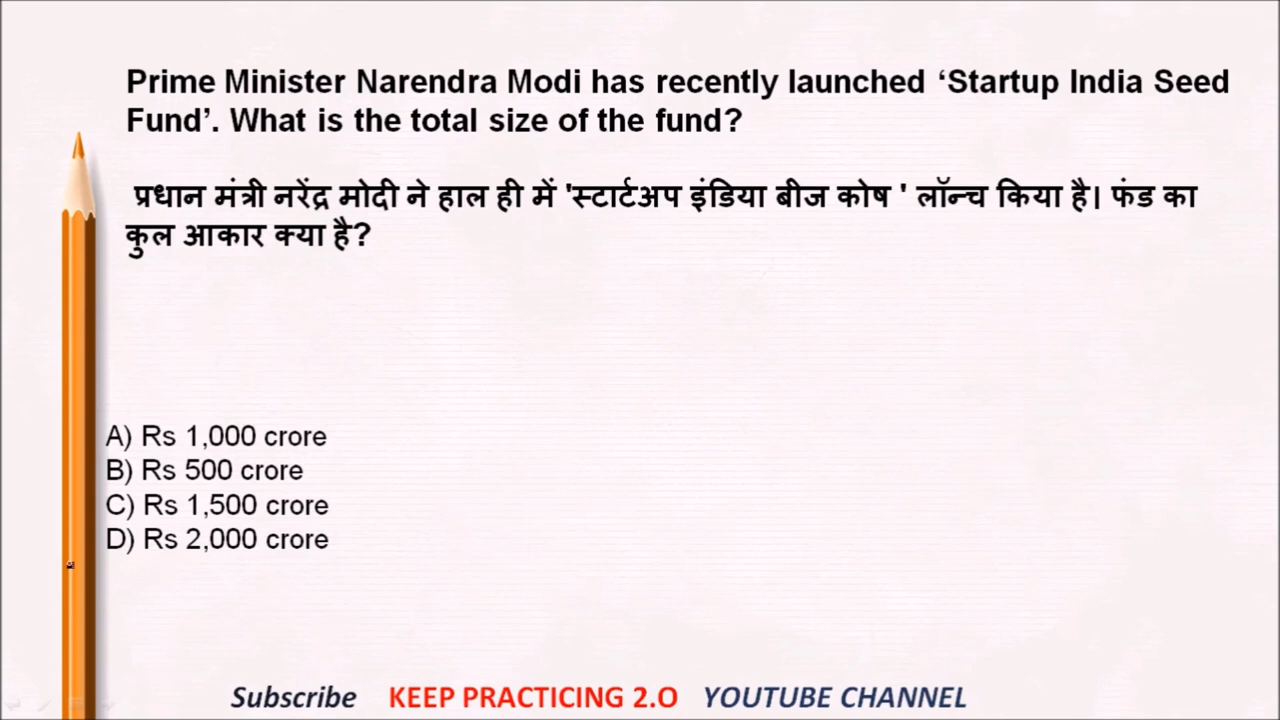 Prime Minister Narendra Modi has recently launched ‘Startup India Seed
Fund’. What is the total size of the fund?
प्रधान मंत्री नरेंद्र मोदी ने हाल ही में 'स्टार्टअप इंडिया बीज कोष ' लॉन्च किया है। फंड का
कुल आकार क्या है?
A) Rs 1,000 crore
B) Rs 500 crore
C) Rs 1,500 crore
D) Rs 2,000 crore
Subscribe KEEP PRACTICING 2.O YOUTUBE CHANNEL